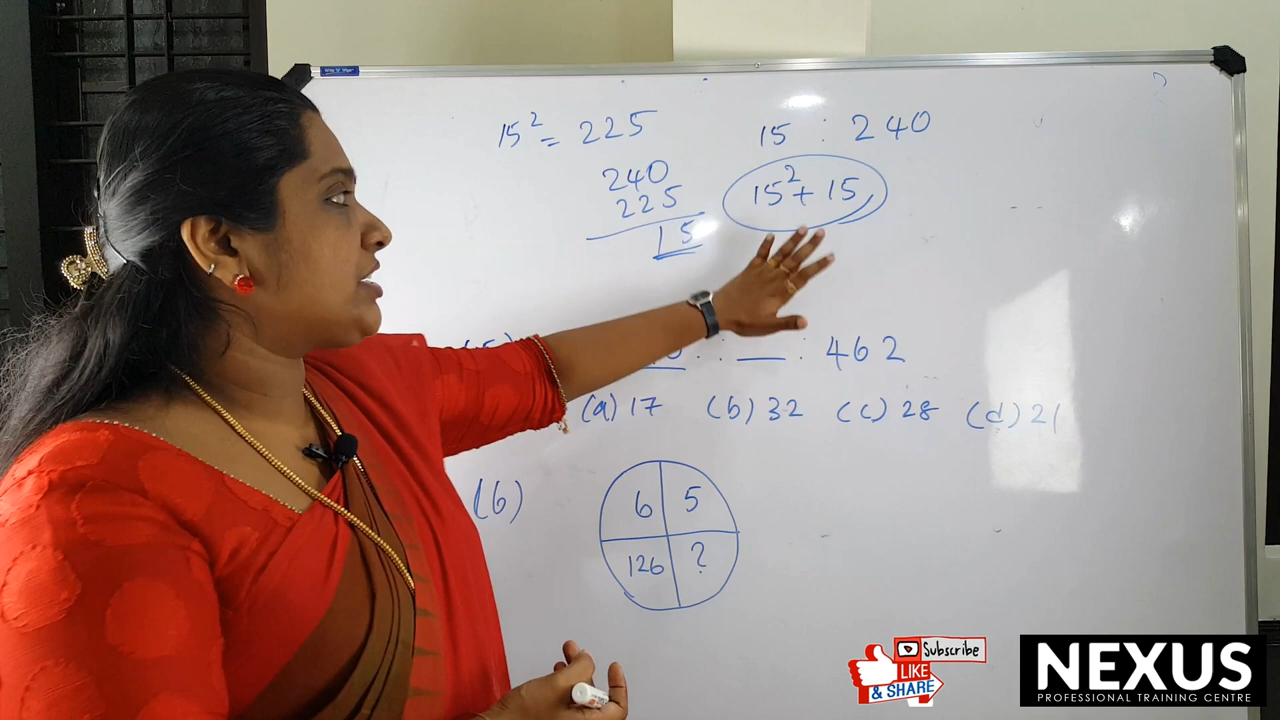 15² = 225
15 : 240
240
225
15
15² + 15
: : __ : 462
(a) 17 (b) 32 (c) 28 (d) 21
(6)
6 5
126 ?
Subscribe
LIKE
& SHARE
NEXUS
PROFESSIONAL TRAINING CENTRE